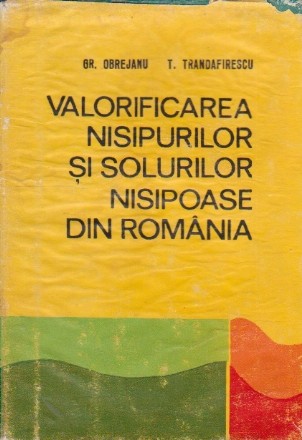 GR. OBREJANU T. TRANDAFIRESCU
VALORIFICAREA
NISIPURILOR
ȘI SOLURILOR
NISIPOASE
DIN ROMÂNIA